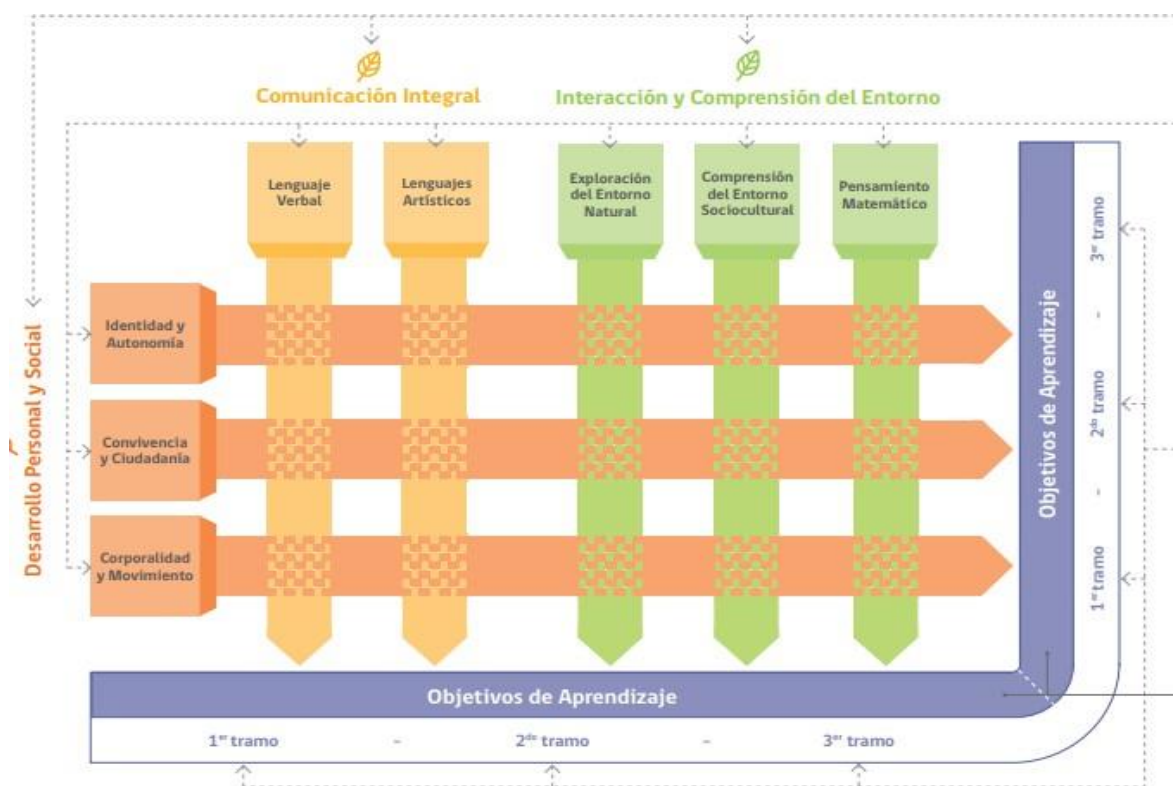 Comunicación Integral
Interacción y Comprensión del Entorno
Lenguaje
Verbal
Lenguajes
Artísticos
Exploración
del Entorno
Natural
Comprensión
del Entorno
Sociocultural
Pensamiento
Matemático
Desarrollo Personal y Social
Identidad y
Autonomía
Convivencia
y Ciudadanía
Corporalidad
y Movimiento
Objetivos de Aprendizaje
1er tramo - 2do tramo - 3er tramo
Objetivos de Aprendizaje
1er tramo - 2do tramo - 3er tramo